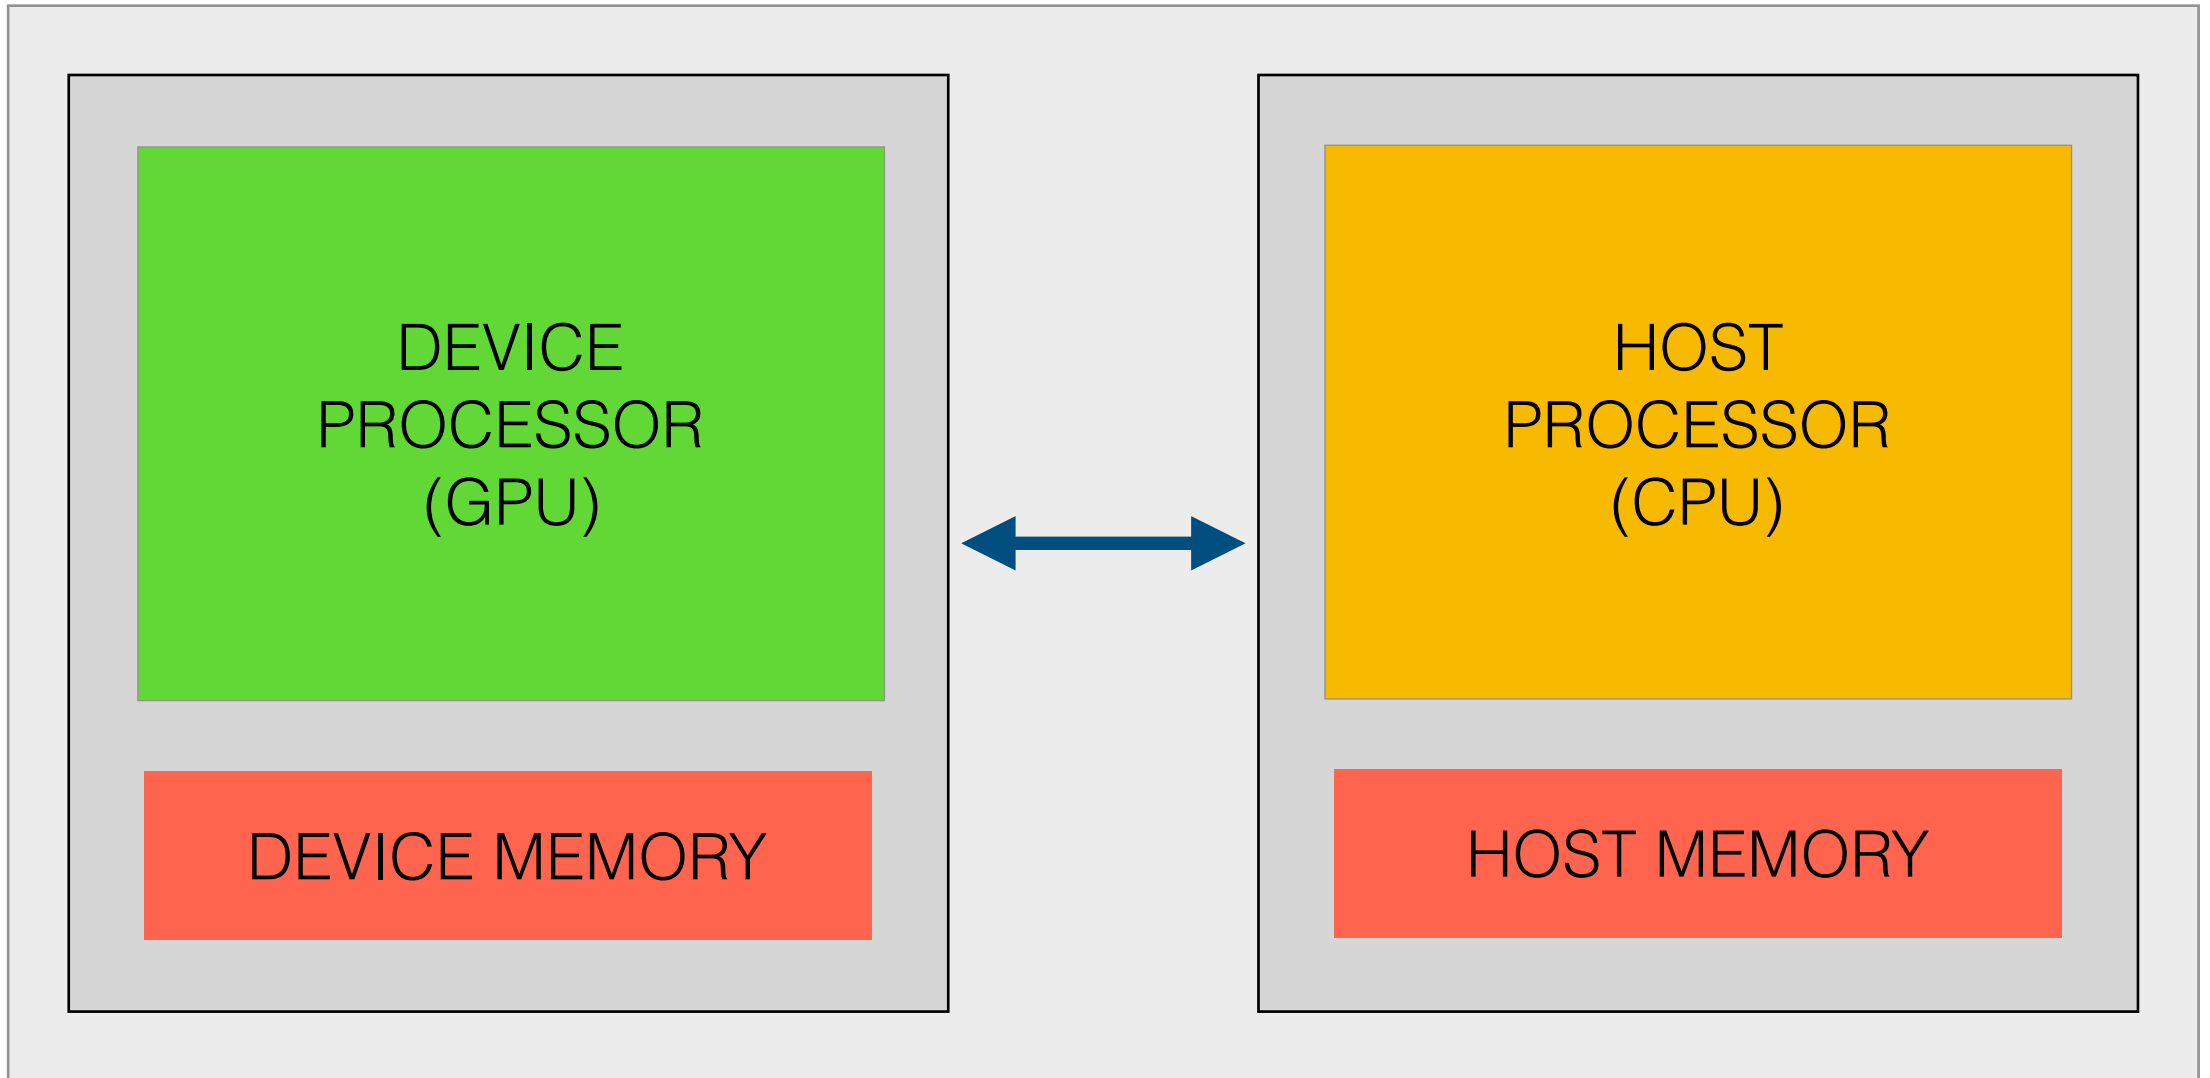 DEVICE
PROCESSOR
(GPU)
DEVICE MEMORY
HOST
PROCESSOR
(CPU)
HOST MEMORY